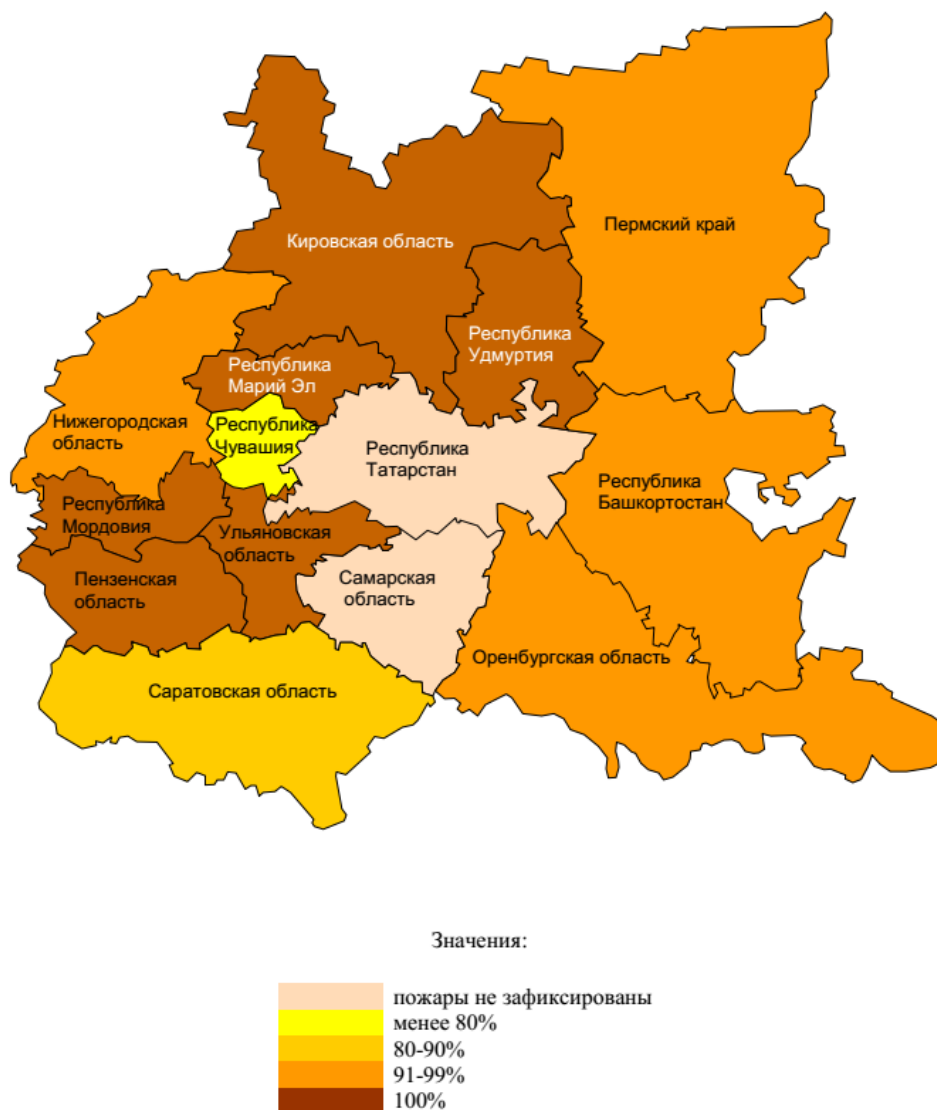 Пермский край
Кировская область
Республика
Удмуртия
Республика
Марий Эл
Нижегородская
область
Республика
Чувашия
Республика
Татарстан
Республика
Башкортостан
Республика
Мордовия
Ульяновская
область
Пензенская
область
Самарская
область
Оренбургская область
Саратовская область
Значения:
пожары не зафиксированы
менее 80%
80-90%
91-99%
100%